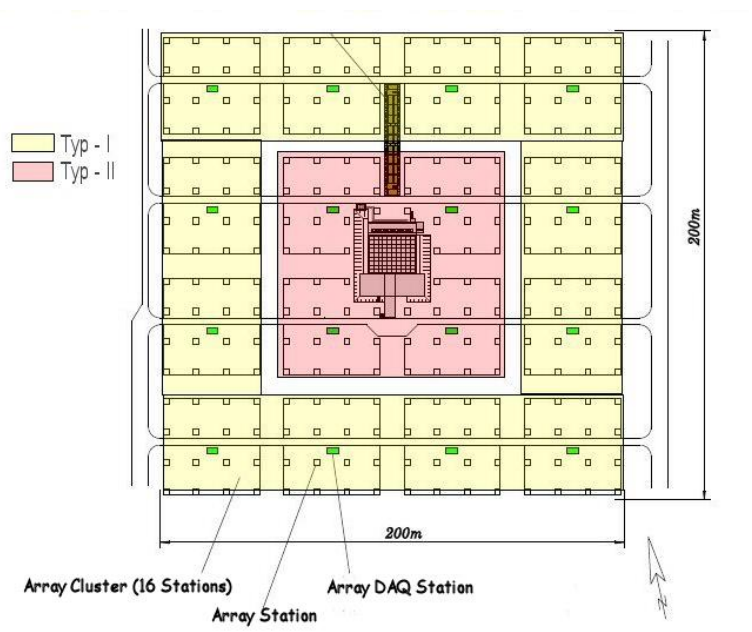 Typ - I
Typ - II
200m
200m
Array Cluster (16 Stations)
Array DAQ Station
Array Station